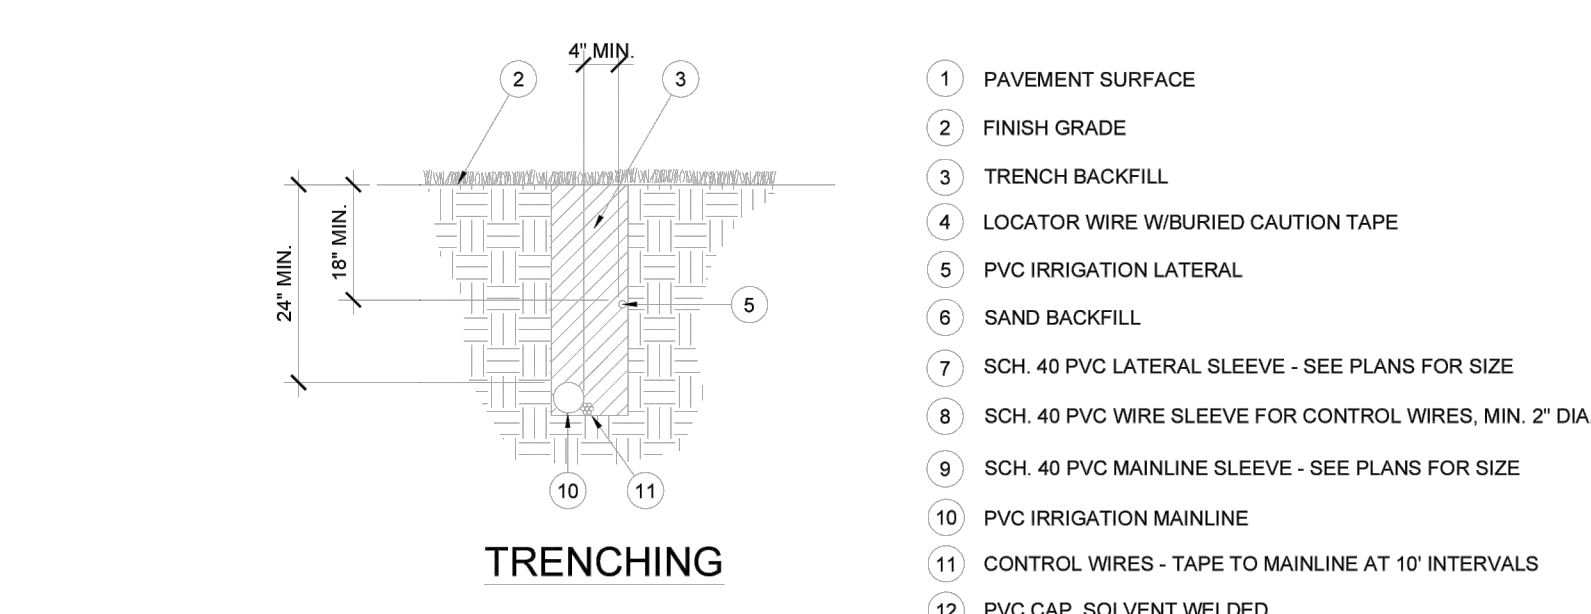 4" MIN.
2
3
18" MIN.
24" MIN.
5
10
11
TRENCHING
1 PAVEMENT SURFACE
2 FINISH GRADE
3 TRENCH BACKFILL
4 LOCATOR WIRE W/BURIED CAUTION TAPE
5 PVC IRRIGATION LATERAL
6 SAND BACKFILL
7 SCH. 40 PVC LATERAL SLEEVE - SEE PLANS FOR SIZE
8 SCH. 40 PVC WIRE SLEEVE FOR CONTROL WIRES, MIN. 2" DIA.
9 SCH. 40 PVC MAINLINE SLEEVE - SEE PLANS FOR SIZE
10 PVC IRRIGATION MAINLINE
11 CONTROL WIRES - TAPE TO MAINLINE AT 10' INTERVALS
12 PVC CAP, SOLVENT WELDED